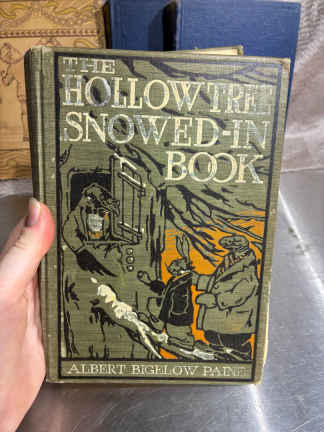 THE
HOLLOW TREE
SNOWED-IN
BOOK
ALBERT BIGELOW PAINE